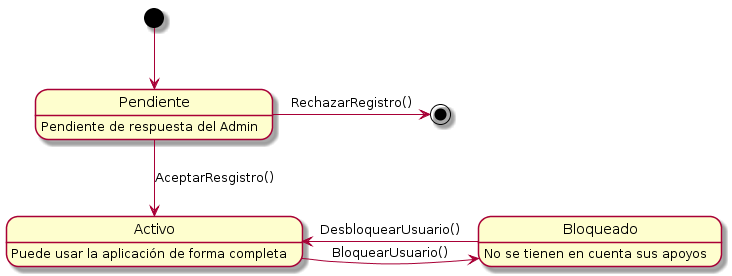 Pendiente
RechazarRegistro()
Pendiente de respuesta del Admin
AceptarResgistro()
Activo
DesbloquearUsuario()
Bloqueado
Puede usar la aplicación de forma completa
BloquearUsuario()
No se tienen en cuenta sus apoyos